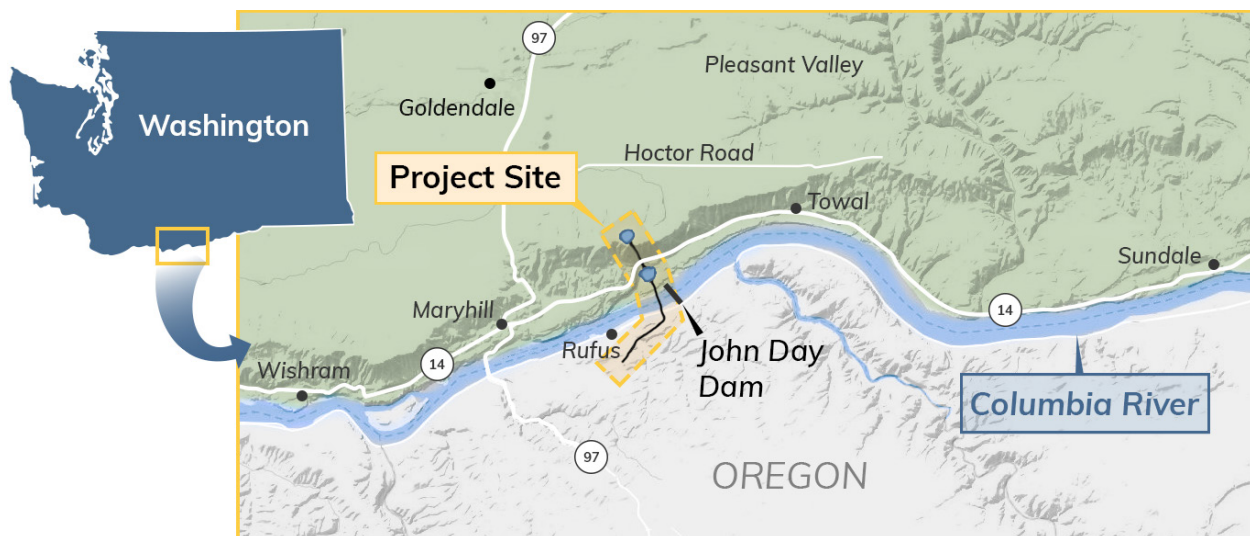 Washington
97
Pleasant Valley
Goldendale
Hoctor Road
Project Site
Towal
Sundale
Maryhill
14
Rufus
John Day
Dam
14
Wishram
Columbia River
97
OREGON